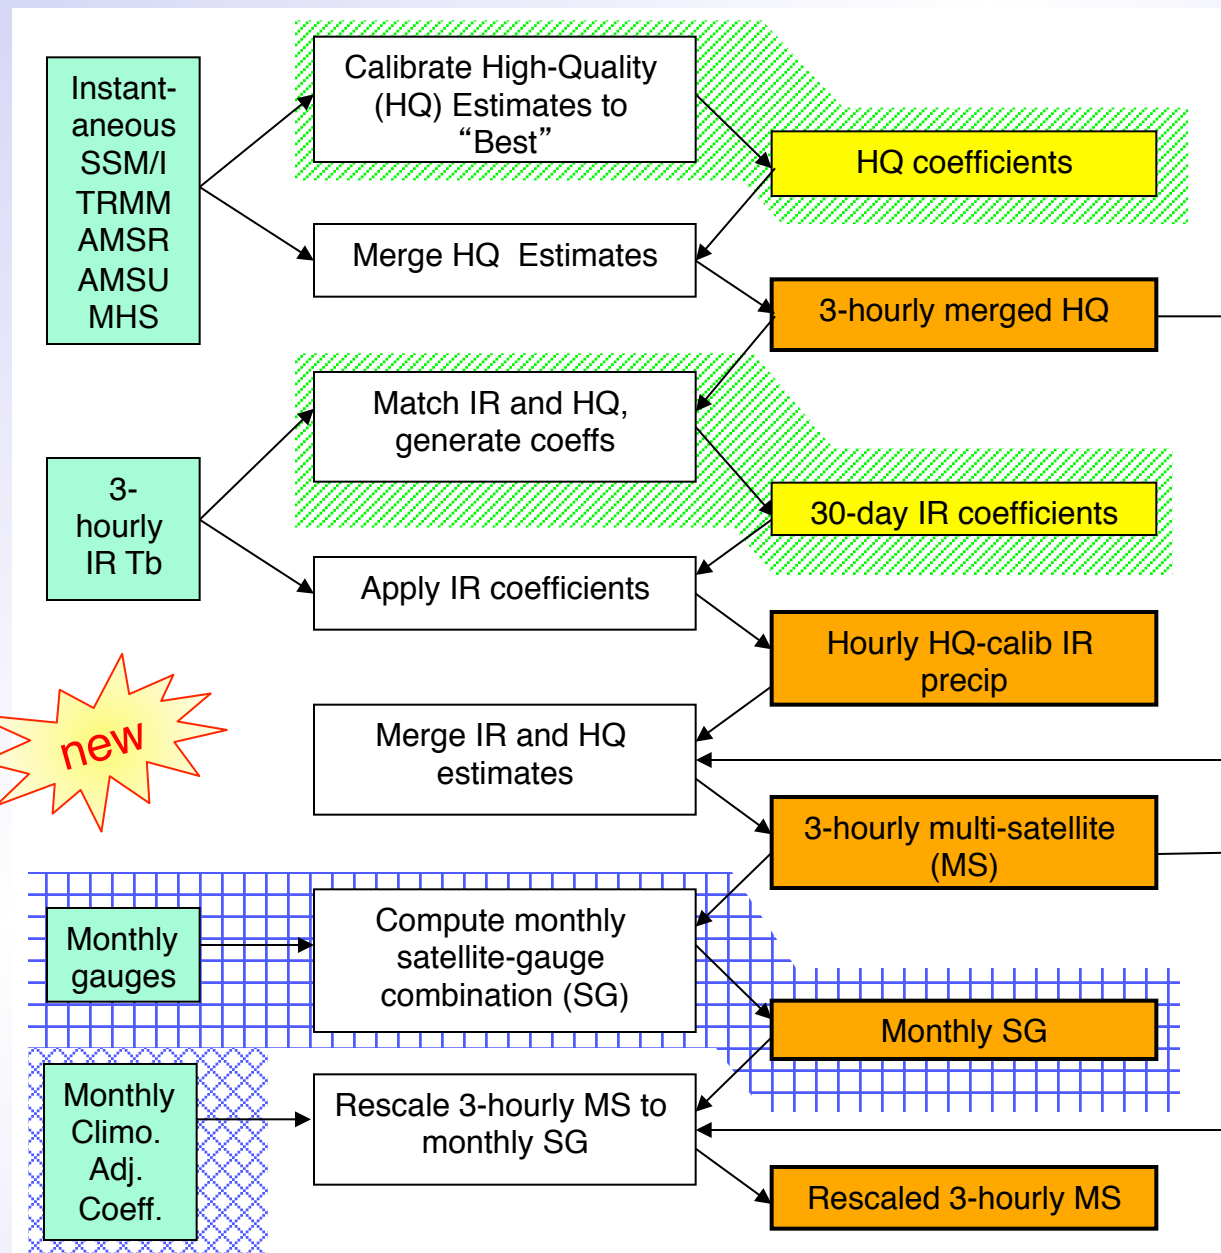 Instant-
aneous
SSM/I
TRMM
AMSR
AMSU
MHS
Calibrate High-Quality
(HQ) Estimates to
“Best”
HQ coefficients
Merge HQ Estimates
3-hourly merged HQ
Match IR and HQ,
generate coeffs
3-
hourly
IR Tb
30-day IR coefficients
Apply IR coefficients
Hourly HQ-calib IR
precip
new
Merge IR and HQ
estimates
3-hourly multi-satellite
(MS)
Monthly
gauges
Compute monthly
satellite-gauge
combination (SG)
Monthly SG
Monthly
Climo.
Adj.
Coeff.
Rescale 3-hourly MS to
monthly SG
Rescaled 3-hourly MS